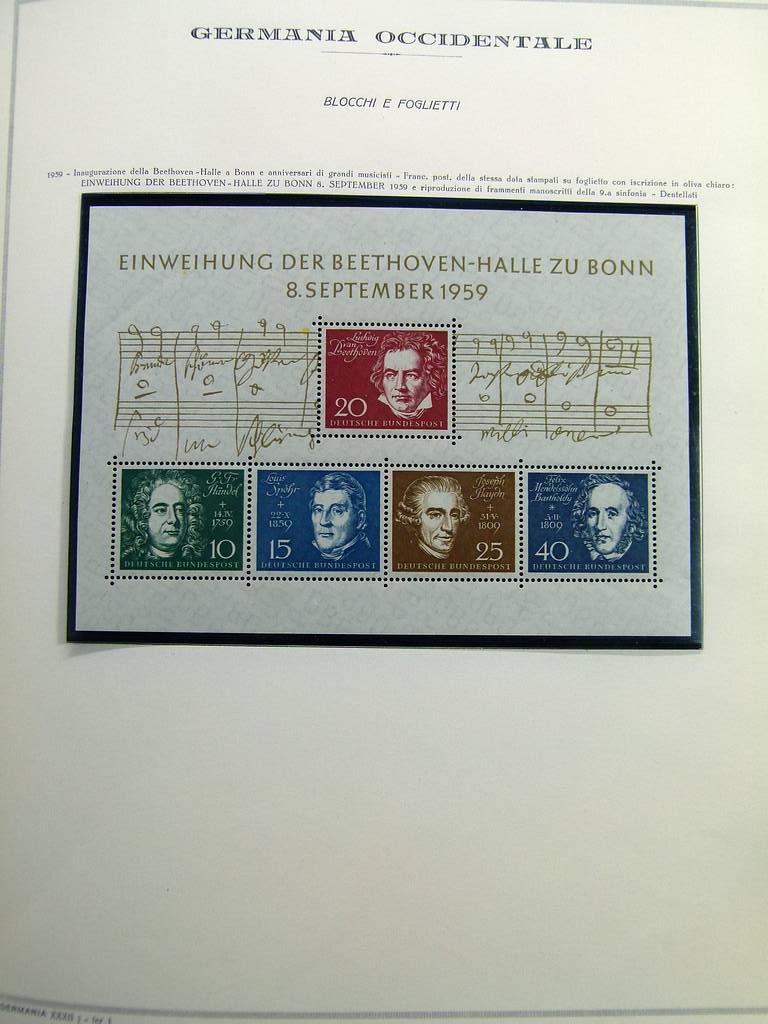 GERMANIA OCCIDENTALE
BLOCCHI E FOGLIETTI
1959 - Inaugurazione della Beethoven-Halle a Bonn e anniversari di grandi musicisti - Franc. post. della stessa data stampati su foglietto con iscrizione in oliva chiaro:
EINWEIHUNG DER BEETHOVEN-HALLE ZU BONN 8. SEPTEMBER 1959 e riproduzione di frammenti manoscritti della 9.a sinfonia - Dentellati
EINWEIHUNG DER BEETHOVEN-HALLE ZU BONN
8. SEPTEMBER 1959
Ludwig
van
Beethoven
20
DEUTSCHE BUNDESPOST
G. Fr.
Händel
+
14.IV.
1759
10
DEUTSCHE BUNDESPOST
Louis
Spohr
+
22·X
1859
15
DEUTSCHE BUNDESPOST
Joseph
Haydn
+
31·V·
1809
25
DEUTSCHE BUNDESPOST
Felix
Mendelssohn
Bartholdy
*
3·II·
1809
40
DEUTSCHE BUNDESPOST
GERMANIA XXXII